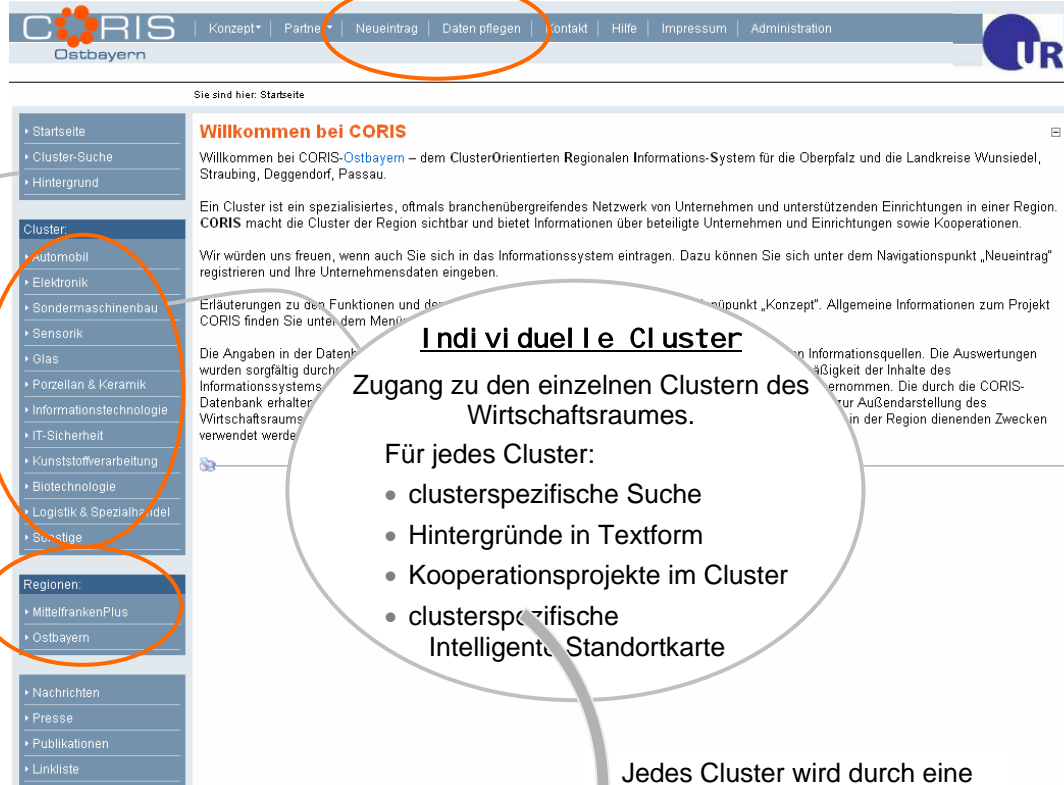 CORIS
Ostbayern
Konzept | Partner | Neueintrag | Daten pflegen | Kontakt | Hilfe | Impressum | Administration
UR
Sie sind hier: Startseite
Startseite
Cluster-Suche
Hintergrund
Cluster:
Automobil
Elektronik
Sondermaschinenbau
Sensorik
Glas
Porzellan & Keramik
Informationstechnologie
IT-Sicherheit
Kunststoffverarbeitung
Biotechnologie
Logistik & Spezialhandel
Sonstige
Regionen:
MittelfrankenPlus
Ostbayern
Nachrichten
Presse
Publikationen
Linkliste
Willkommen bei CORIS
Willkommen bei CORIS-Ostbayern – dem ClusterOrientierten Regionalen Informations-System für die Oberpfalz und die Landkreise Wunsiedel,
Straubing, Deggendorf, Passau.
Ein Cluster ist ein spezialisiertes, oftmals branchenübergreifendes Netzwerk von Unternehmen und unterstützenden Einrichtungen in einer Region.
CORIS macht die Cluster der Region sichtbar und bietet Informationen über beteiligte Unternehmen und Einrichtungen sowie Kooperationen.
Wir würden uns freuen, wenn auch Sie sich in das Informationssystem eintragen. Dazu können Sie sich unter dem Navigationspunkt „Neueintrag"
registrieren und Ihre Unternehmensdaten eingeben.
Erläuterungen zu den Funktionen und „Konzept". Allgemeine Informationen zum Projekt
CORIS finden Sie unter dem
Die Angaben in der Informationsquellen. Die Auswertungen
wurden sorgfältig der Inhalte des
Informationssystems Die durch die CORIS-
Datenbank zur Außendarstellung des
in der Region dienenden Zwecken
verwendet
Individuelle Cluster
Zugang zu den einzelnen Clustern des
Wirtschaftsraumes.
Für jedes Cluster:
• clusterspezifische Suche
• Hintergründe in Textform
• Kooperationsprojekte im Cluster
• clusterspezifische
Intelligente Standortkarte
Jedes Cluster wird durch eine